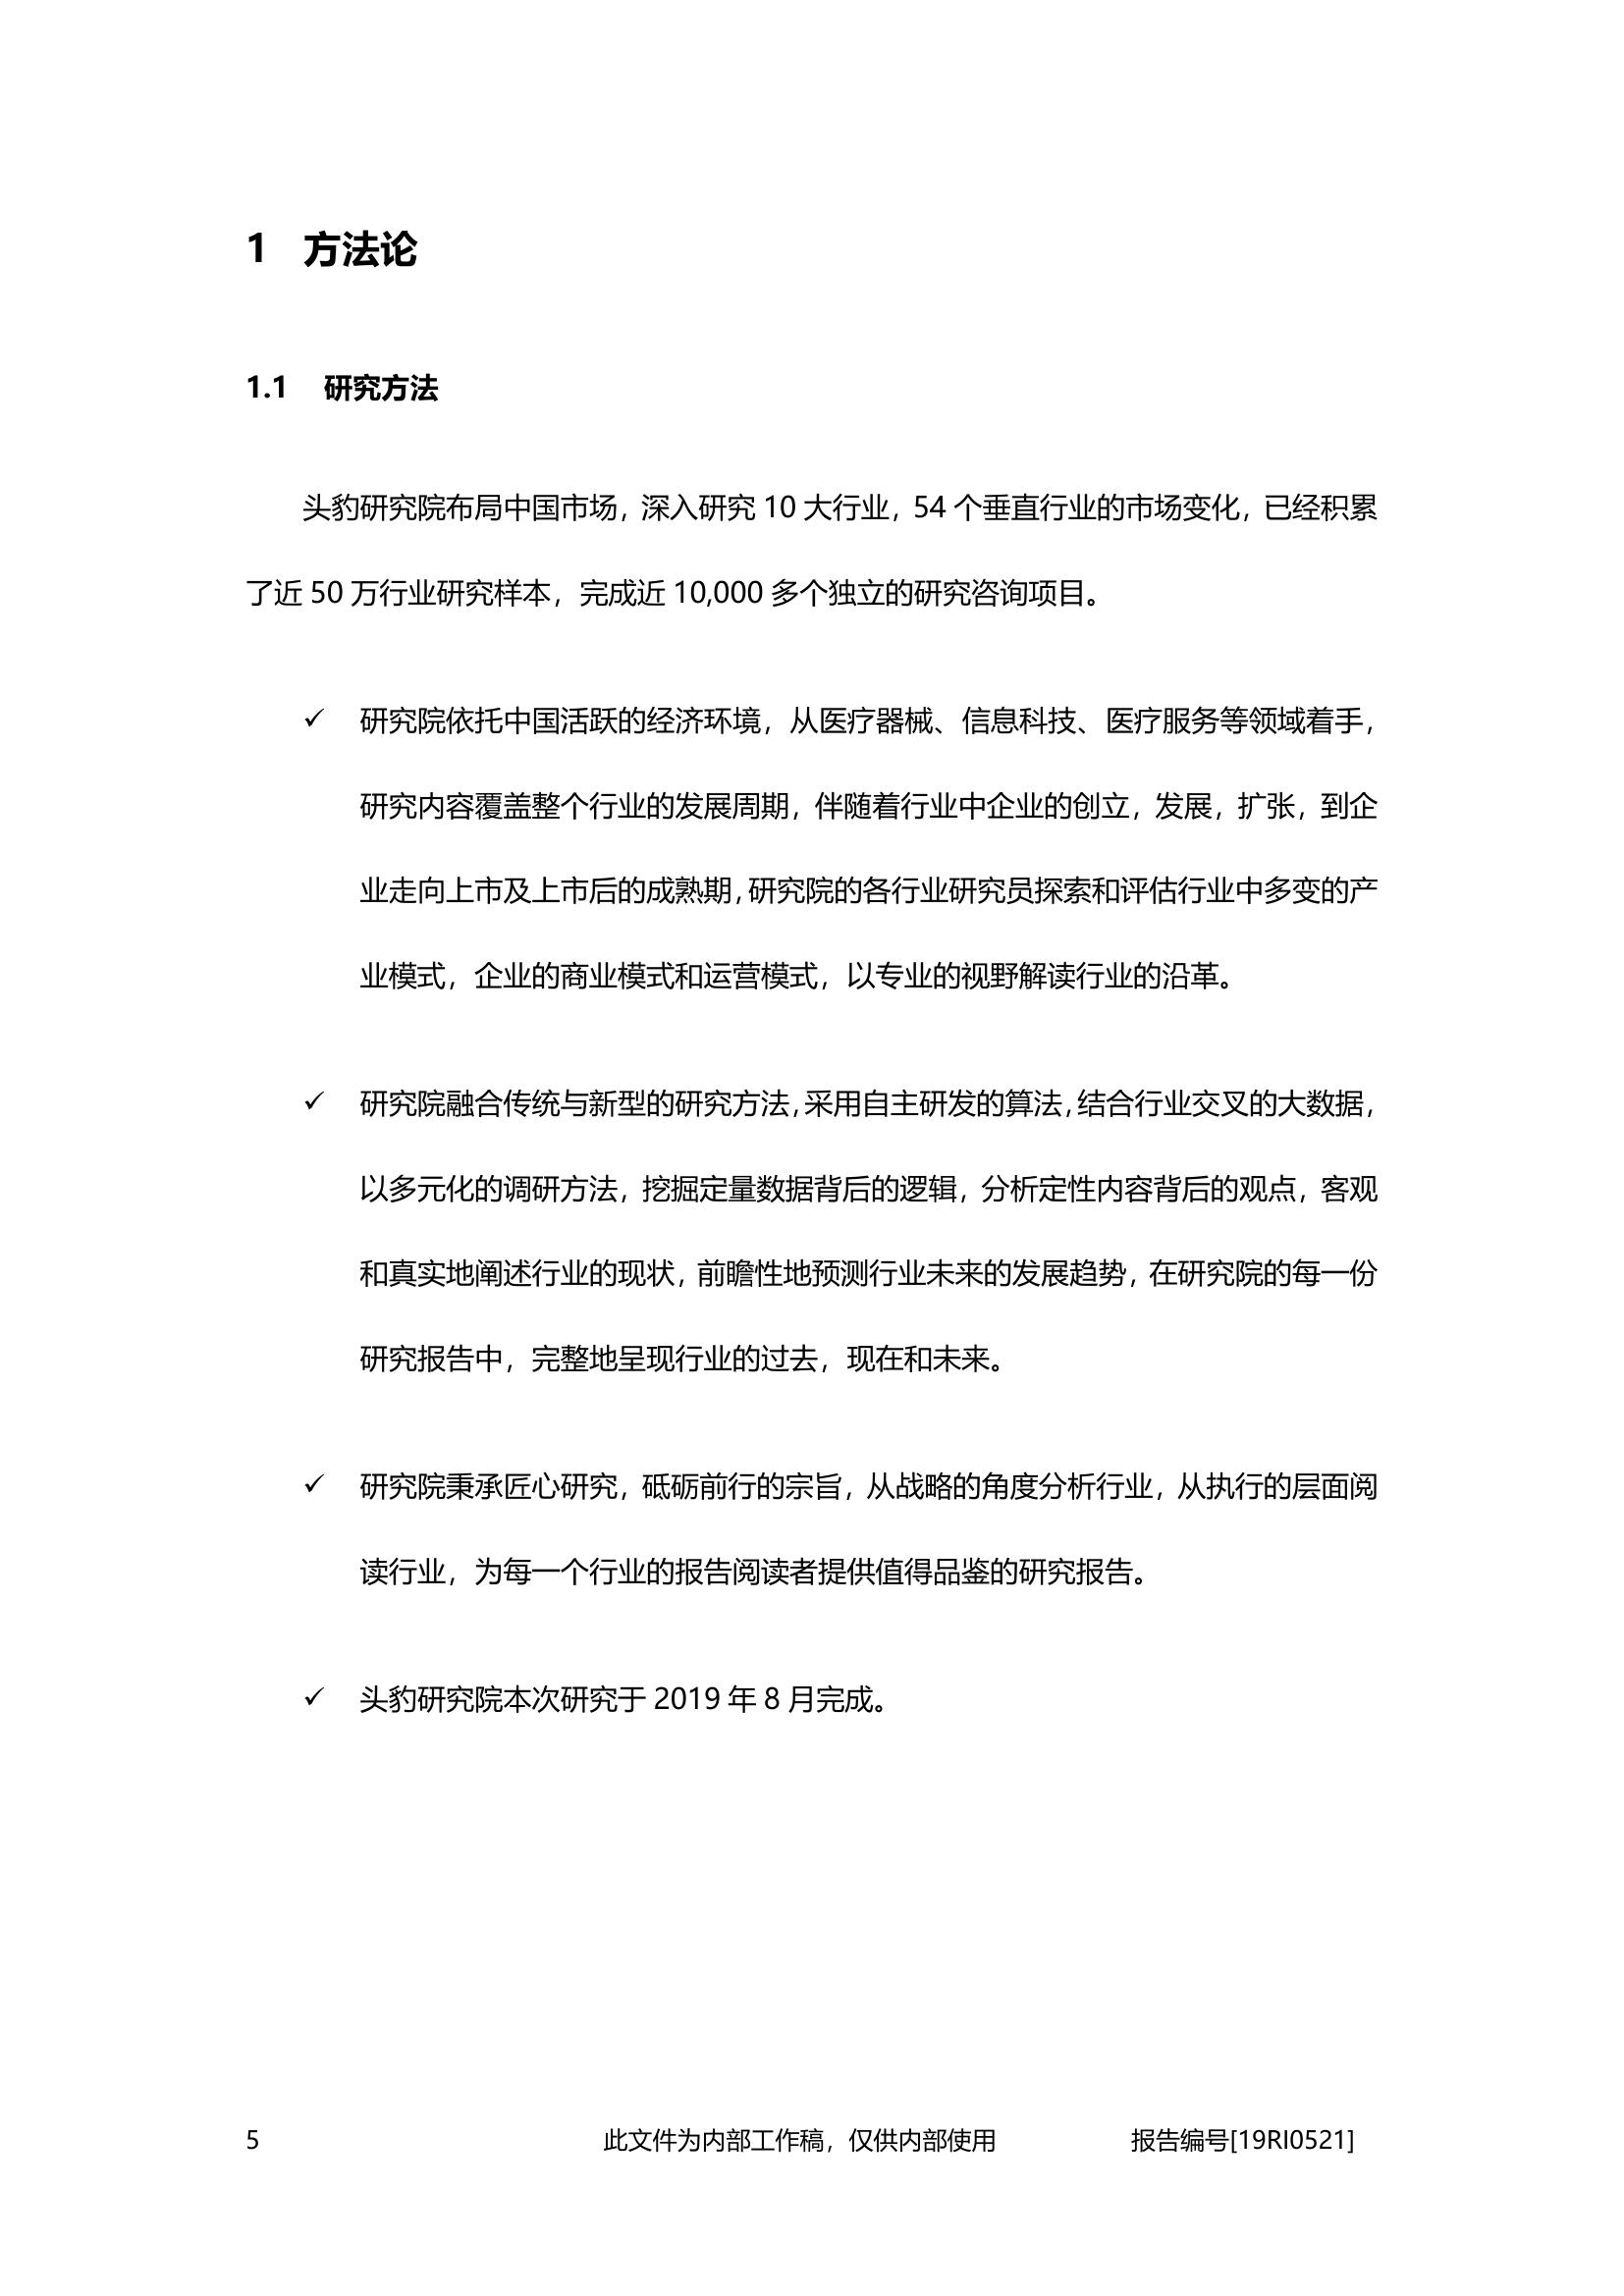 1 方法论
1.1 研究方法
头豹研究院布局中国市场，深入研究 10 大行业，54 个垂直行业的市场变化，已经积累
了近 50 万行业研究样本，完成近 10,000 多个独立的研究咨询项目。
✓ 研究院依托中国活跃的经济环境，从医疗器械、信息科技、医疗服务等领域着手，
研究内容覆盖整个行业的发展周期，伴随着行业中企业的创立，发展，扩张，到企
业走向上市及上市后的成熟期，研究院的各行业研究员探索和评估行业中多变的产
业模式，企业的商业模式和运营模式，以专业的视野解读行业的沿革。
✓ 研究院融合传统与新型的研究方法，采用自主研发的算法，结合行业交叉的大数据，
以多元化的调研方法，挖掘定量数据背后的逻辑，分析定性内容背后的观点，客观
和真实地阐述行业的现状，前瞻性地预测行业未来的发展趋势，在研究院的每一份
研究报告中，完整地呈现行业的过去，现在和未来。
✓ 研究院秉承匠心研究，砥砺前行的宗旨，从战略的角度分析行业，从执行的层面阅
读行业，为每一个行业的报告阅读者提供值得品鉴的研究报告。
✓ 头豹研究院本次研究于 2019 年 8 月完成。
5 此文件为内部工作稿，仅供内部使用 报告编号[19RI0521]